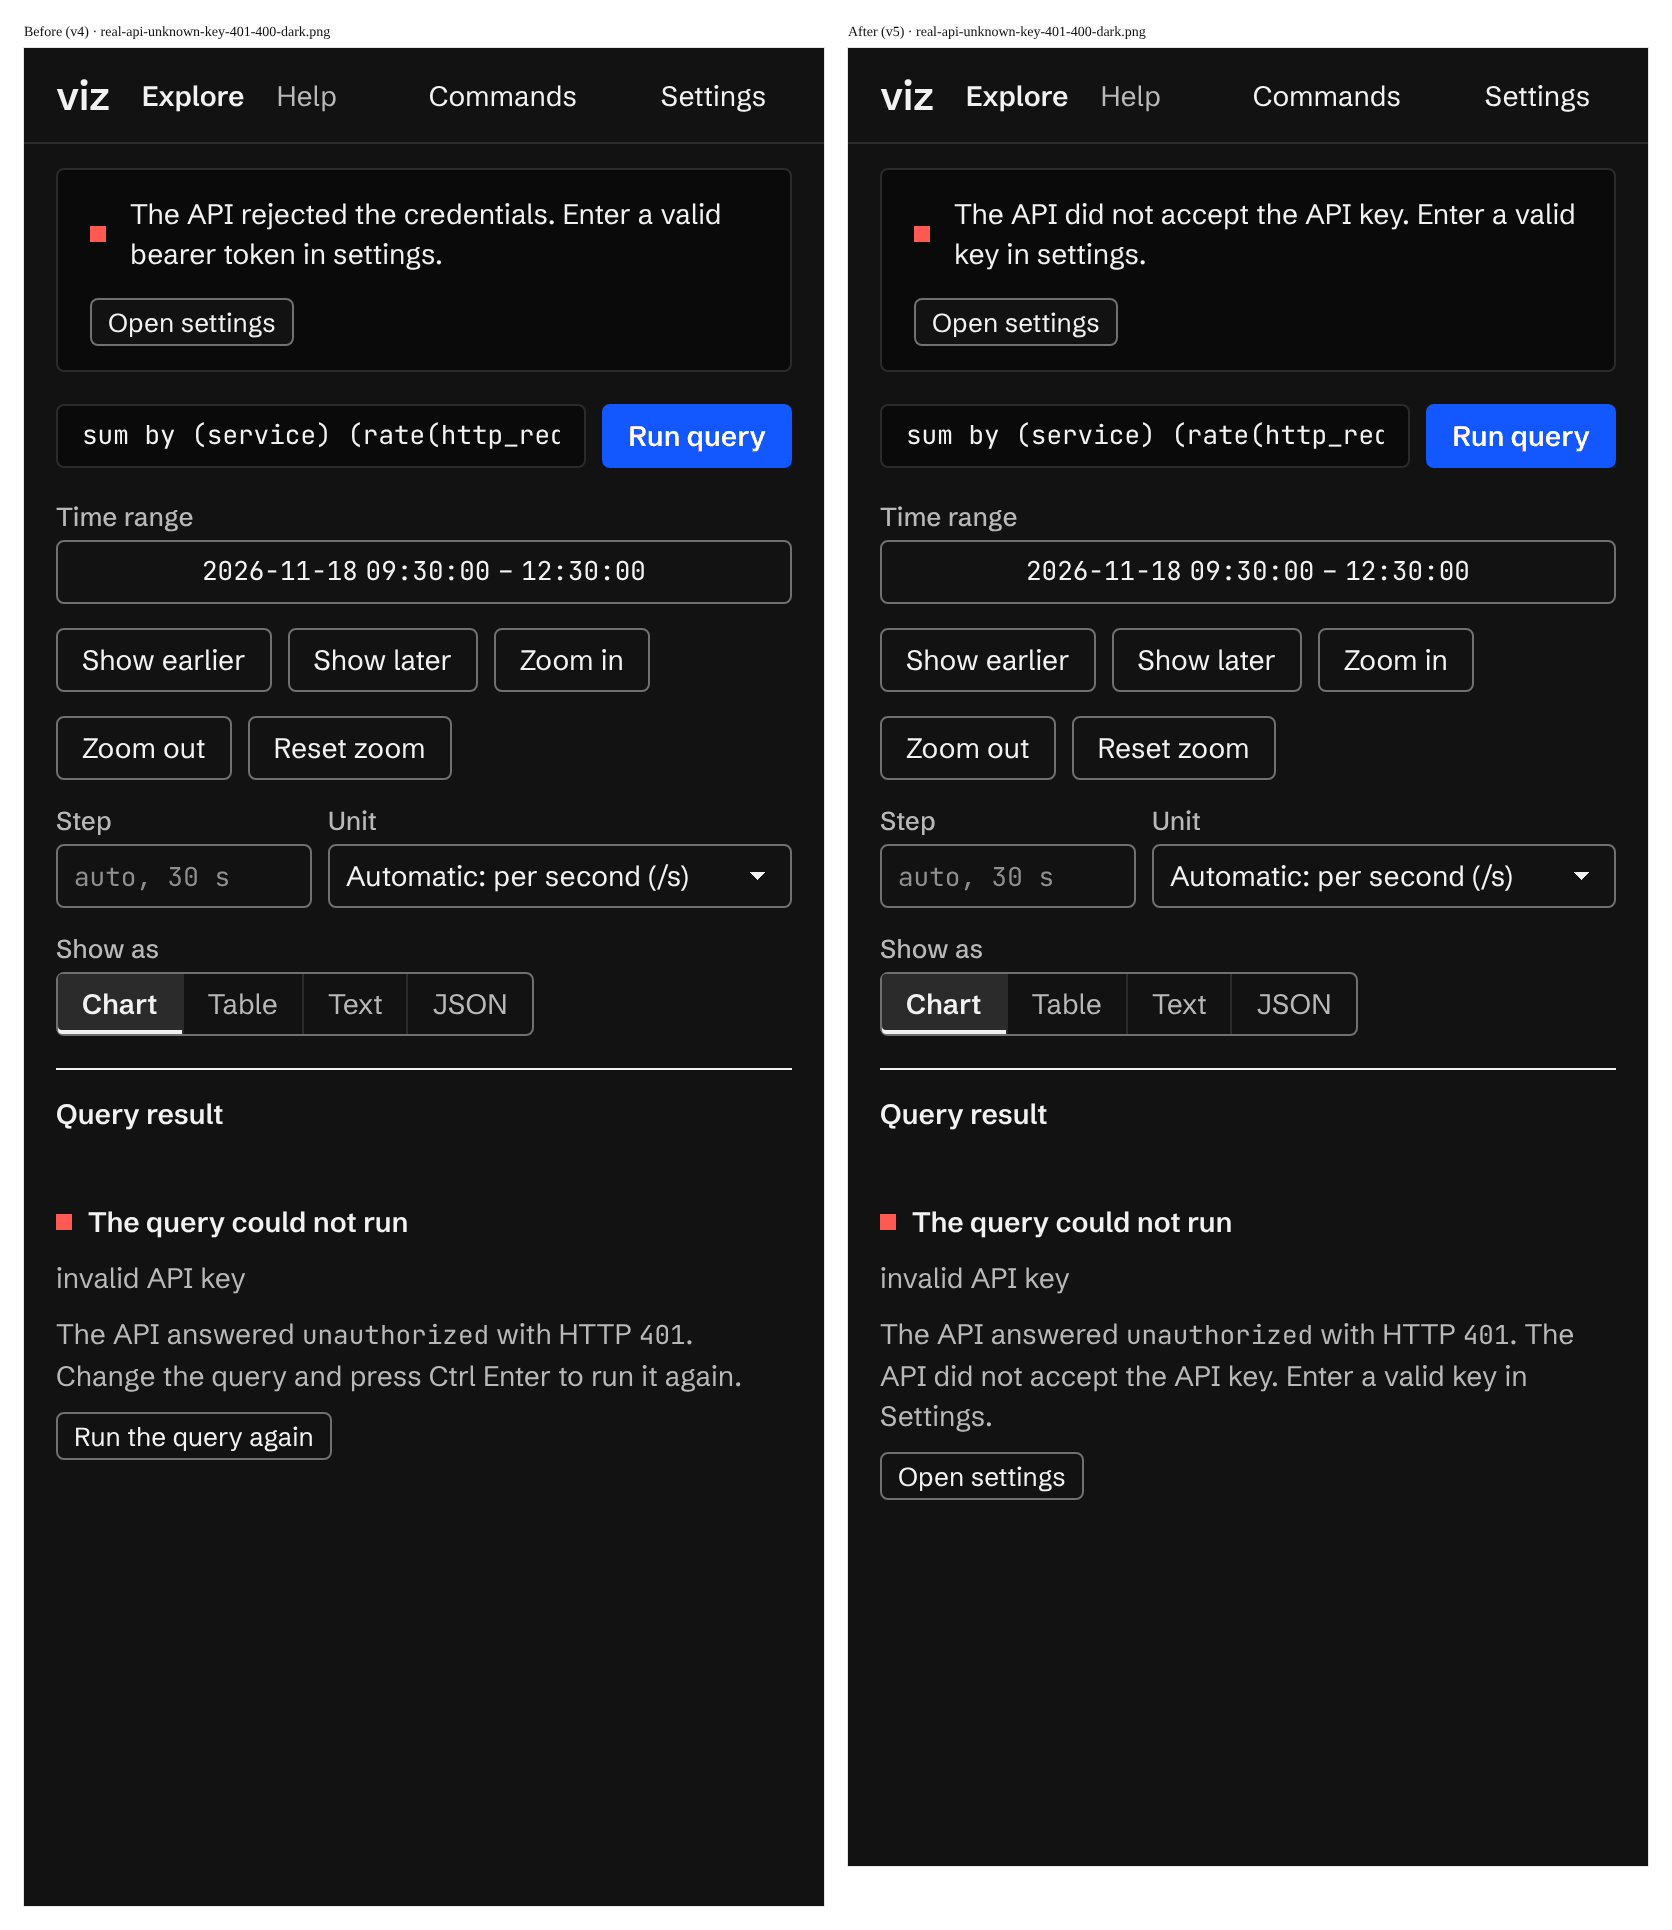 Before (v4) · real-api-unknown-key-401-400-dark.png
viz Explore Help Commands Settings
The API rejected the credentials. Enter a valid
bearer token in settings.
Open settings
sum by (service) (rate(http_rec Run query
Time range
2026-11-18 09:30:00 – 12:30:00
Show earlier Show later Zoom in
Zoom out Reset zoom
Step Unit
auto, 30 s Automatic: per second (/s)
Show as
Chart Table Text JSON
Query result
The query could not run
invalid API key
The API answered unauthorized with HTTP 401.
Change the query and press Ctrl Enter to run it again.
Run the query again
After (v5) · real-api-unknown-key-401-400-dark.png
viz Explore Help Commands Settings
The API did not accept the API key. Enter a valid
key in settings.
Open settings
sum by (service) (rate(http_rec Run query
Time range
2026-11-18 09:30:00 – 12:30:00
Show earlier Show later Zoom in
Zoom out Reset zoom
Step Unit
auto, 30 s Automatic: per second (/s)
Show as
Chart Table Text JSON
Query result
The query could not run
invalid API key
The API answered unauthorized with HTTP 401. The
API did not accept the API key. Enter a valid key in
Settings.
Open settings